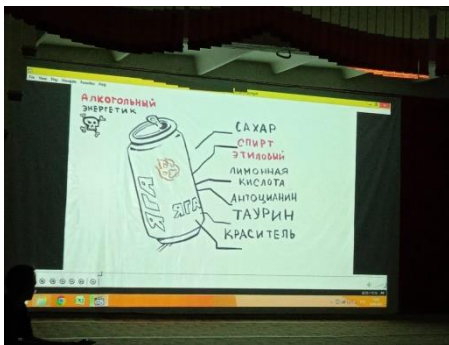 АЛКОГОЛЬНЫЙ
ЭНЕРГЕТИК
САХАР
СПИРТ
ЭТИЛОВЫЙ
ЛИМОННАЯ
КИСЛОТА
АНТОЦИАНИН
ТАУРИН
КРАСИТЕЛЬ
ЯГА
ЯГА